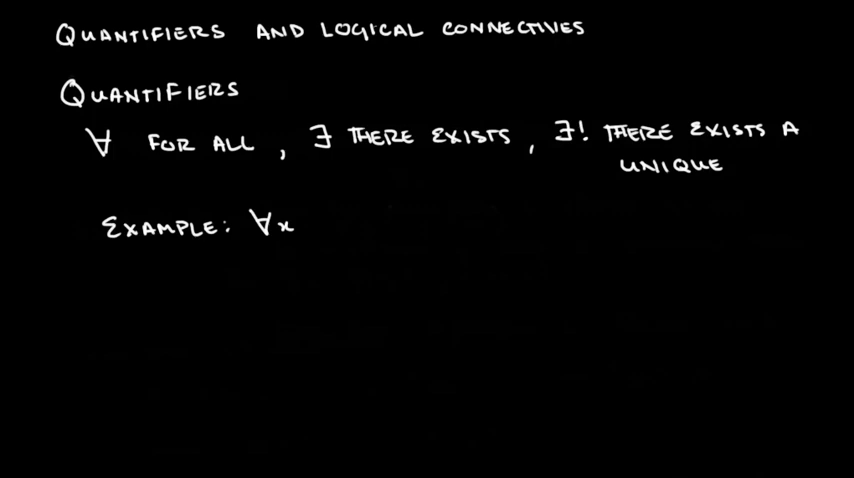 QUANTIFIERS AND LOGICAL CONNECTIVES
QUANTIFIERS
∀ FOR ALL, ∃ THERE EXISTS, ∃! THERE EXISTS A
UNIQUE
EXAMPLE: ∀x